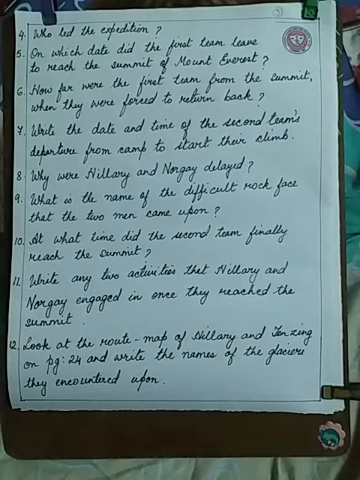 4. Who led the expedition?
5. On which date did the first team leave
to reach the summit of Mount Everest?
6. How far were the first team from the summit,
when they were forced to return back?
7. Write the date and time of the second team's
departure from camp to start their climb.
8. Why were Hillary and Norgay delayed?
9. What is the name of the difficult rock face
that the two men came upon?
10. At what time did the second team finally
reach the summit?
11. Write any two activities that Hillary and
Norgay engaged in once they reached the
summit.
12. Look at the route-map of Hillary and Tenzing
on pg: 24 and write the names of the glaciers
they encountered upon.